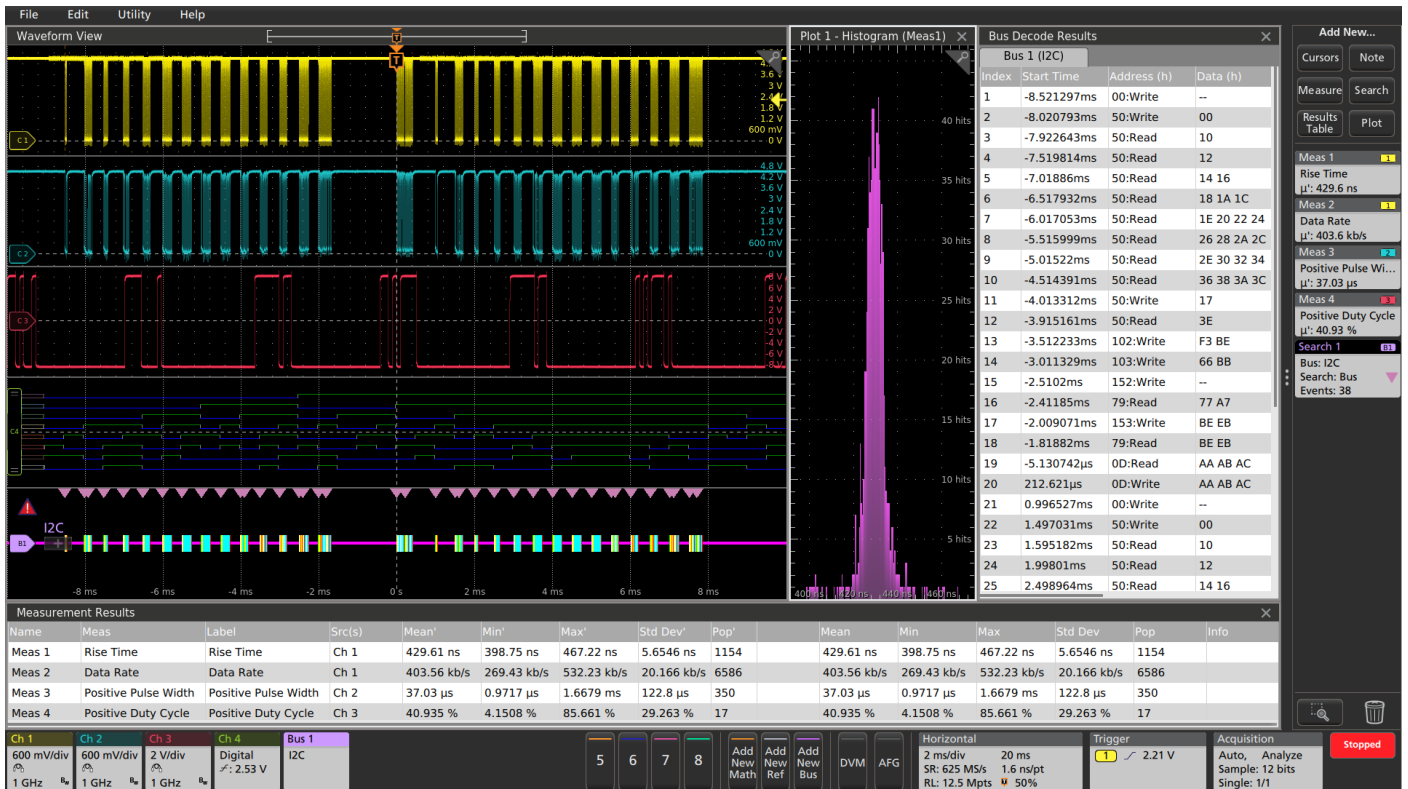 File Edit Utility Help
Waveform View
T
T
3.6 V
3 V
1.8 V
1.2 V
600 mV
0 V
C 1
4.8 V
4.2 V
3.6 V
3 V
2.4 V
1.8 V
1.2 V
600 mV
0 V
C 2
8 V
6 V
4 V
2 V
0 V
-2 V
-4 V
-6 V
-8 V
C 3
C4
I2C
B1
-8 ms -6 ms -4 ms -2 ms 0 s 2 ms 4 ms 6 ms 8 ms
Plot 1 - Histogram (Meas1)
40 hits
35 hits
30 hits
25 hits
20 hits
15 hits
10 hits
5 hits
400 ns 420 ns 440 ns 460 ns
Bus Decode Results
Bus 1 (I2C)
Index Start Time Address (h) Data (h)
1 -8.521297ms 00:Write --
2 -8.020793ms 50:Write 00
3 -7.922643ms 50:Read 10
4 -7.519814ms 50:Read 12
5 -7.01886ms 50:Read 14 16
6 -6.517932ms 50:Read 18 1A 1C
7 -6.017053ms 50:Read 1E 20 22 24
8 -5.515999ms 50:Read 26 28 2A 2C
9 -5.01522ms 50:Read 2E 30 32 34
10 -4.514391ms 50:Read 36 38 3A 3C
11 -4.013312ms 50:Write 17
12 -3.915161ms 50:Read 3E
13 -3.512233ms 102:Write F3 BE
14 -3.011329ms 103:Write 66 BB
15 -2.5102ms 152:Write --
16 -2.41185ms 79:Read 77 A7
17 -2.009071ms 153:Write BE EB
18 -1.81882ms 79:Read BE EB
19 -5.130742µs 0D:Read AA AB AC
20 212.621µs 0D:Write AA AB AC
21 0.996527ms 00:Write --
22 1.497031ms 50:Write 00
23 1.595182ms 50:Read 10
24 1.99801ms 50:Read 12
25 2.498964ms 50:Read 14 16
Add New...
Cursors Note
Measure Search
Results Table Plot
Meas 1 1
Rise Time
µ': 429.6 ns
Meas 2 1
Data Rate
µ': 403.6 kb/s
Meas 3 2
Positive Pulse Wi...
µ': 37.03 µs
Meas 4 3
Positive Duty Cycle
µ': 40.93 %
Search 1 B1
Bus: I2C
Search: Bus
Events: 38
Measurement Results
Name Meas Label Src(s) Mean' Min' Max' Std Dev' Pop' Mean Min Max Std Dev Pop Info
Meas 1 Rise Time Rise Time Ch 1 429.61 ns 398.75 ns 467.22 ns 5.6546 ns 1154 429.61 ns 398.75 ns 467.22 ns 5.6546 ns 1154
Meas 2 Data Rate Data Rate Ch 1 403.56 kb/s 269.43 kb/s 532.23 kb/s 20.166 kb/s 6586 403.56 kb/s 269.43 kb/s 532.23 kb/s 20.166 kb/s 6586
Meas 3 Positive Pulse Width Positive Pulse Width Ch 2 37.03 µs 0.9717 µs 1.6679 ms 122.8 µs 350 37.03 µs 0.9717 µs 1.6679 ms 122.8 µs 350
Meas 4 Positive Duty Cycle Positive Duty Cycle Ch 3 40.935 % 4.1508 % 85.661 % 29.263 % 17 40.935 % 4.1508 % 85.661 % 29.263 % 17
Ch 1
600 mV/div
1 GHz
Ch 2
600 mV/div
1 GHz
Ch 3
2 V/div
1 GHz
Ch 4
Digital
: 2.53 V
Bus 1
I2C
5 6 7 8
Add New Math
Add New Ref
Add New Bus
DVM AFG
Horizontal
2 ms/div 20 ms
SR: 625 MS/s 1.6 ns/pt
RL: 12.5 Mpts 50%
Trigger
1 2.21 V
Acquisition
Auto, Analyze
Sample: 12 bits
Single: 1/1
Stopped